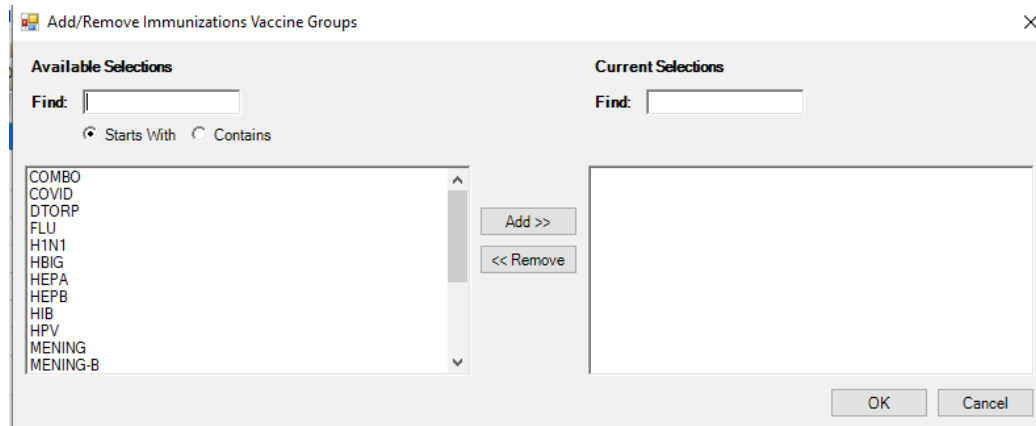 Add/Remove Immunizations Vaccine Groups
Available Selections
Current Selections
Find:
Find:
Starts With
Contains
COMBO
COVID
DTORP
FLU
H1N1
HBIG
HEPA
HEPB
HIB
HPV
MENING
MENING-B
Add >>
<< Remove
OK
Cancel